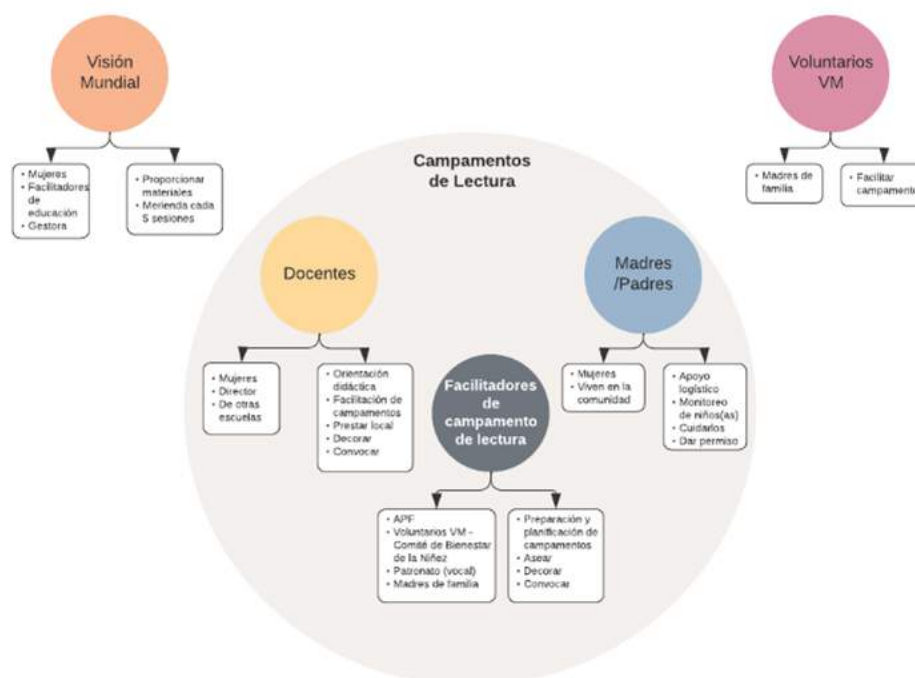 Visión
Mundial
• Mujeres
• Facilitadores
de
educación
• Gestora
• Proporcionar
materiales
• Merienda cada
5 sesiones
Voluntarios
VM
• Madres de
familia
• Facilitar
campamento
Campamentos
de Lectura
Docentes
• Mujeres
• Director
• De otras
escuelas
• Orientación
didáctica
• Facilitación de
campamentos
• Prestar local
• Decorar
• Convocar
Madres
/Padres
• Mujeres
• Viven en la
comunidad
• Apoyo
logístico
• Monitoreo
de niños(as)
• Cuidarlos
• Dar permiso
Facilitadores
de
campamento
de lectura
• APF
• Voluntarios VM -
Comité de Bienestar
de la Niñez
• Patronato (vocal)
• Madres de familia
• Preparación y
planificación de
campamentos
• Asear
• Decorar
• Convocar